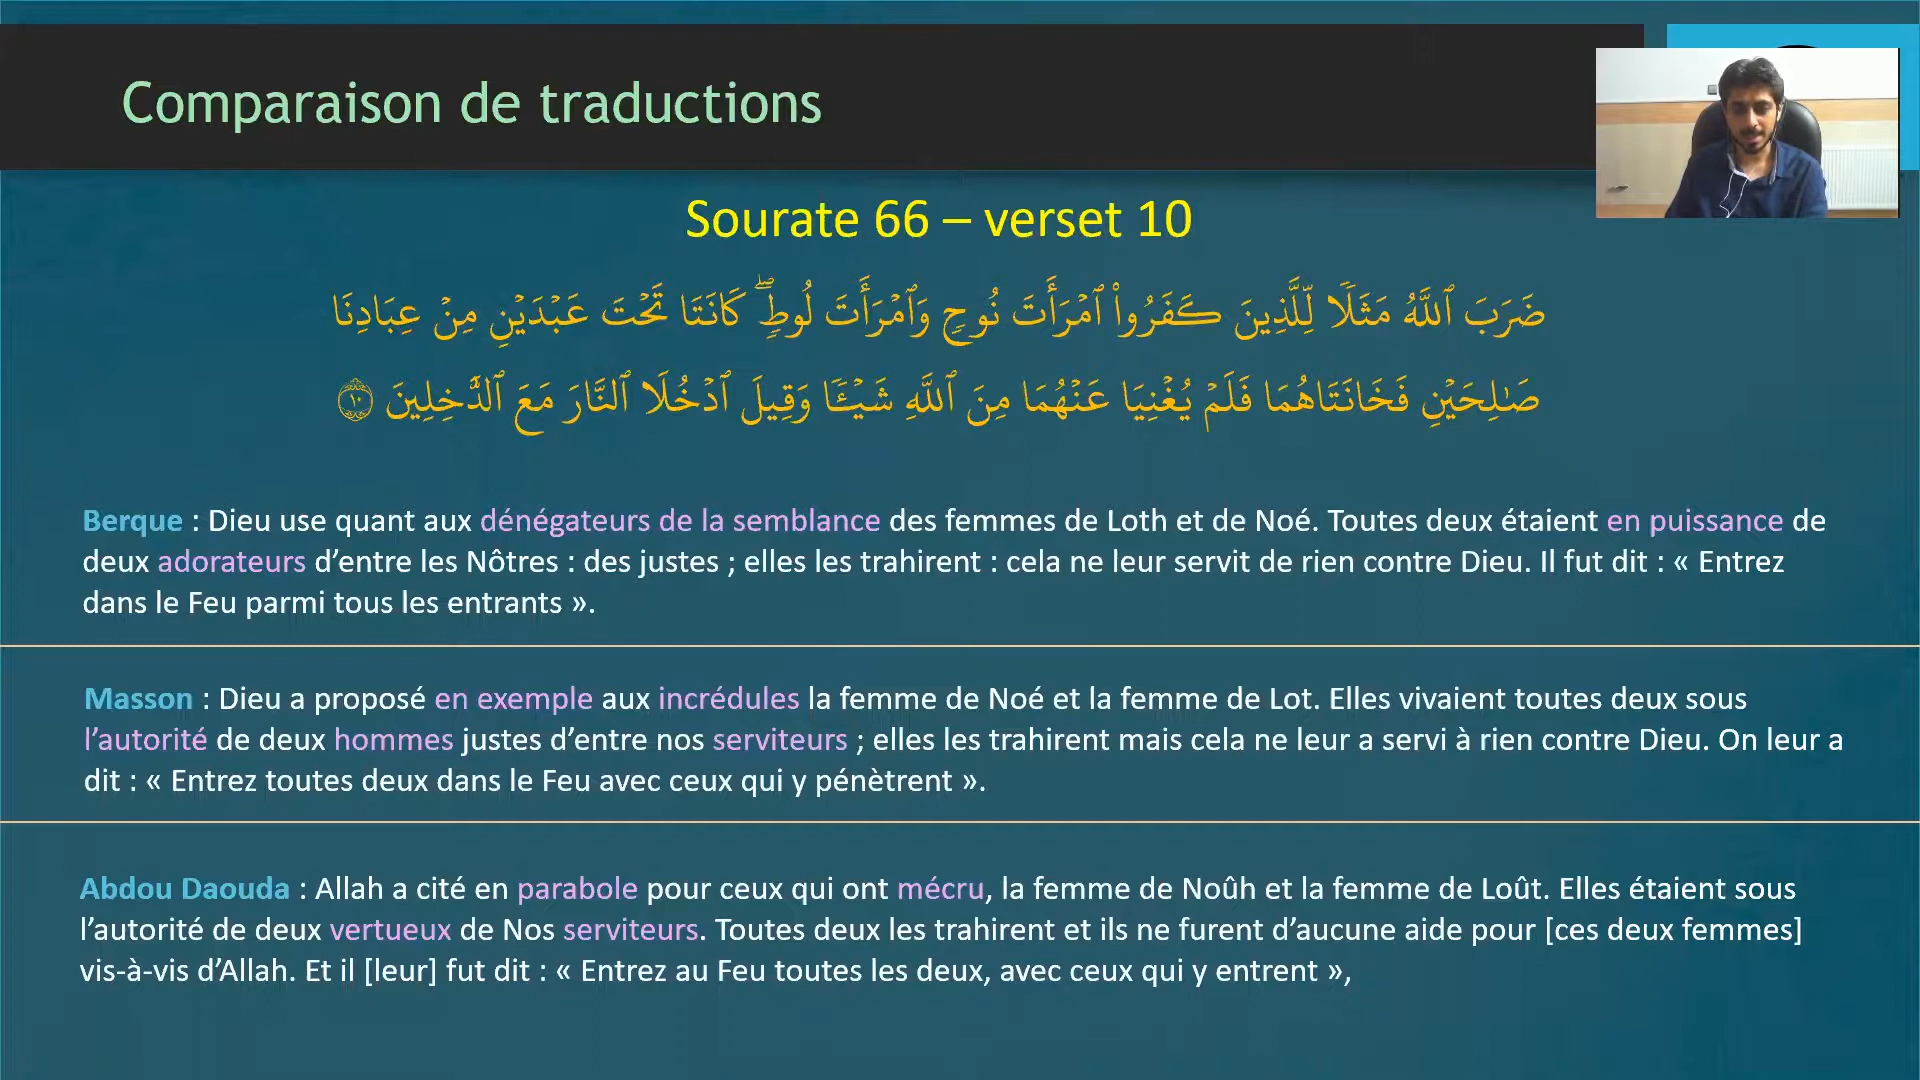 Comparaison de traductions
Sourate 66 – verset 10
ضَرَبَ ٱللَّهُ مَثَلًا لِّلَّذِينَ كَفَرُوا۟ ٱمْرَأَتَ نُوحٍ وَٱمْرَأَتَ لُوطٍ ۖ كَانَتَا تَحْتَ عَبْدَيْنِ مِنْ عِبَادِنَا
صَـٰلِحَيْنِ فَخَانَتَاهُمَا فَلَمْ يُغْنِيَا عَنْهُمَا مِنَ ٱللَّهِ شَيْـًٔا وَقِيلَ ٱدْخُلَا ٱلنَّارَ مَعَ ٱلدَّٰخِلِينَ ١٠
Berque : Dieu use quant aux dénégateurs de la semblance des femmes de Loth et de Noé. Toutes deux étaient en puissance de
deux adorateurs d’entre les Nôtres : des justes ; elles les trahirent : cela ne leur servit de rien contre Dieu. Il fut dit : « Entrez
dans le Feu parmi tous les entrants ».
Masson : Dieu a proposé en exemple aux incrédules la femme de Noé et la femme de Lot. Elles vivaient toutes deux sous
l’autorité de deux hommes justes d’entre nos serviteurs ; elles les trahirent mais cela ne leur a servi à rien contre Dieu. On leur a
dit : « Entrez toutes deux dans le Feu avec ceux qui y pénètrent ».
Abdou Daouda : Allah a cité en parabole pour ceux qui ont mécru, la femme de Noûh et la femme de Loût. Elles étaient sous
l’autorité de deux vertueux de Nos serviteurs. Toutes deux les trahirent et ils ne furent d’aucune aide pour [ces deux femmes]
vis-à-vis d’Allah. Et il [leur] fut dit : « Entrez au Feu toutes les deux, avec ceux qui y entrent »,